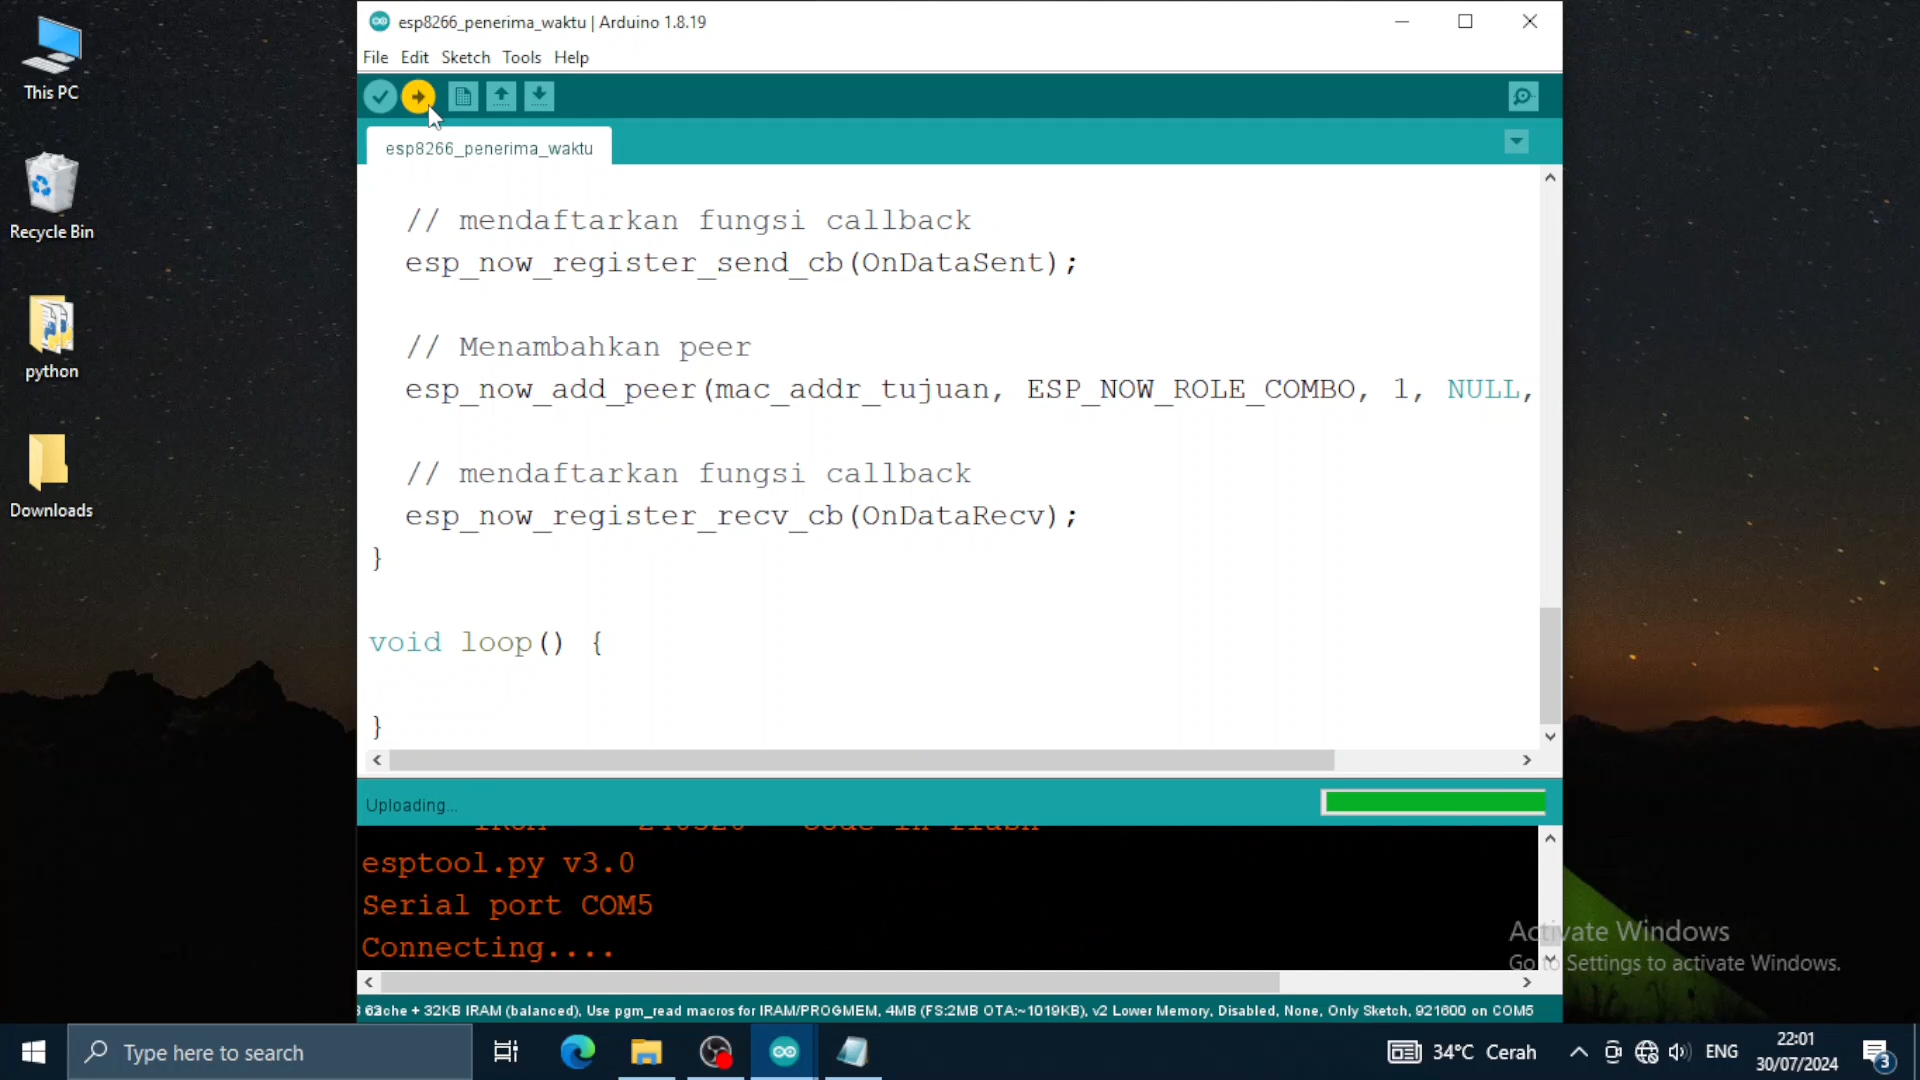 This PC
Recycle Bin
python
Downloads
esp8266_penerima_waktu | Arduino 1.8.19
File Edit Sketch Tools Help
esp8266_penerima_waktu
// mendaftarkan fungsi callback
esp_now_register_send_cb(OnDataSent);
// Menambahkan peer
esp_now_add_peer(mac_addr_tujuan, ESP_NOW_ROLE_COMBO, 1, NULL,
// mendaftarkan fungsi callback
esp_now_register_recv_cb(OnDataRecv);
}
void loop() {
}
Uploading...
esptool.py v3.0
Serial port COM5
Connecting....
Activate Windows
Go to Settings to activate Windows.
ache + 32KB IRAM (balanced), Use pgm_read macros for IRAM/PROGMEM, 4MB (FS:2MB OTA:~1019KB), v2 Lower Memory, Disabled, None, Only Sketch, 921600 on COM5
Type here to search
34°C Cerah
ENG
22:01
30/07/2024
3